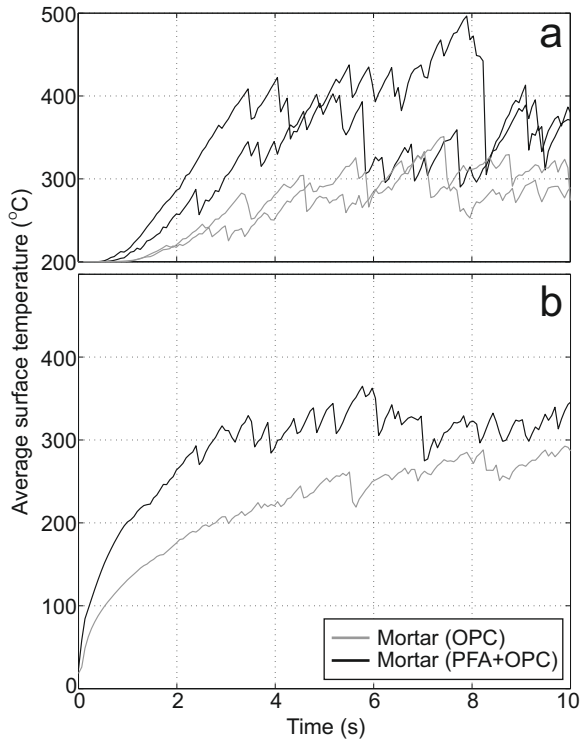 500
a
400
300
200
b
400
300
200
100
0
Average surface temperature (°C)
Mortar (OPC)
Mortar (PFA+OPC)
0 2 4 6 8 10
Time (s)